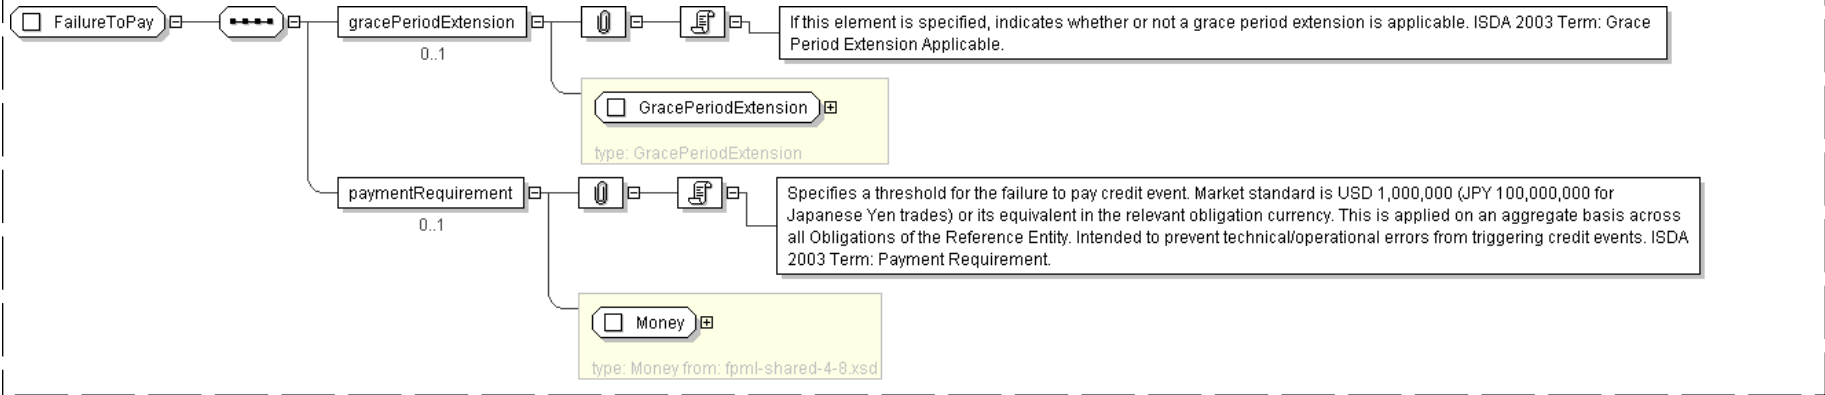 FailureToPay
gracePeriodExtension
0..1
If this element is specified, indicates whether or not a grace period extension is applicable. ISDA 2003 Term: Grace
Period Extension Applicable.
GracePeriodExtension
type: GracePeriodExtension
paymentRequirement
0..1
Specifies a threshold for the failure to pay credit event. Market standard is USD 1,000,000 (JPY 100,000,000 for
Japanese Yen trades) or its equivalent in the relevant obligation currency. This is applied on an aggregate basis across
all Obligations of the Reference Entity. Intended to prevent technical/operational errors from triggering credit events. ISDA
2003 Term: Payment Requirement.
Money
type: Money from: fpml-shared-4-8.xsd